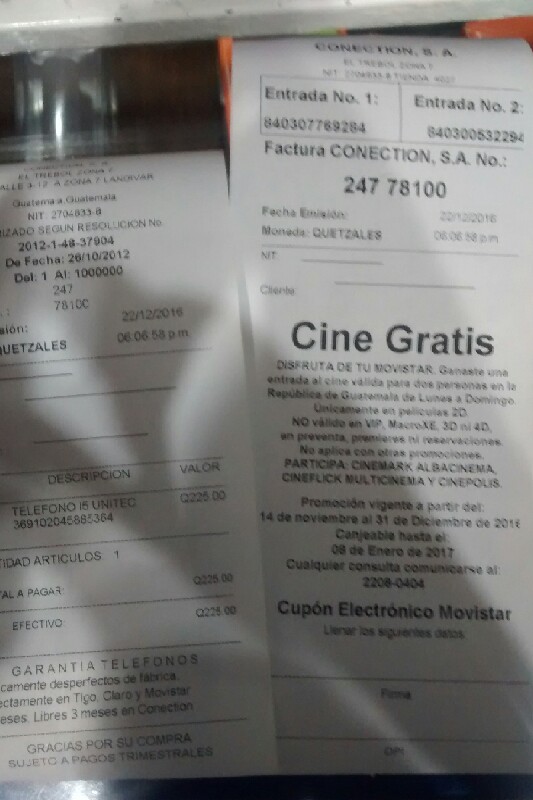 EL TREBOL ZONA 7
ALLE 3-12 A ZONA 7 LANDIVAR
Guatemala, Guatemala
NIT: 2704933-8
RIZADO SEGUN RESOLUCION No.
2012-1-48-37904
De Fecha: 26/10/2012
Del: 1 Al: 1000000
247
78100
sión: 22/12/2016
UETZALES 06:06:58 p.m.
DESCRIPCION VALOR
TELEFONO I5 UNITEC Q225.00
369102045885364
TIDAD ARTICULOS 1
AL A PAGAR: Q225.00
EFECTIVO: Q225.00
GARANTIA TELEFONOS
camente desperfectos de fábrica,
ectamente en Tigo, Claro y Movistar
eses. Libres 3 meses en Conection
GRACIAS POR SU COMPRA
SUJETO A PAGOS TRIMESTRALES
CONECTION, S. A.
EL TREBOL ZONA 7
Entrada No. 1: Entrada No. 2:
840307769284 840300532294
Factura CONECTION, S.A. No.:
247 78100
Fecha Emisión: 22/12/2016
Moneda: QUETZALES 06:06:58 p.m.
NIT:
Cliente:
Cine Gratis
DISFRUTA DE TU MOVISTAR. Ganaste una
entrada al cine válida para dos personas en la
República de Guatemala de Lunes a Domingo.
Únicamente en películas 2D.
NO válido en VIP, MacroXE, 3D ni 4D,
en preventa, premieres ni reservaciones.
No aplica con otras promociones.
PARTICIPA: CINEMARK ALBACINEMA,
CINEFLICK MULTICINEMA Y CINEPOLIS.
Promoción vigente a partir del:
14 de noviembre al 31 de Diciembre de 2016
Canjeable hasta el:
08 de Enero de 2017
Cualquier consulta comunicarse al:
2208-0404
Cupón Electrónico Movistar
Llenar los siguientes datos:
Firma
DPI